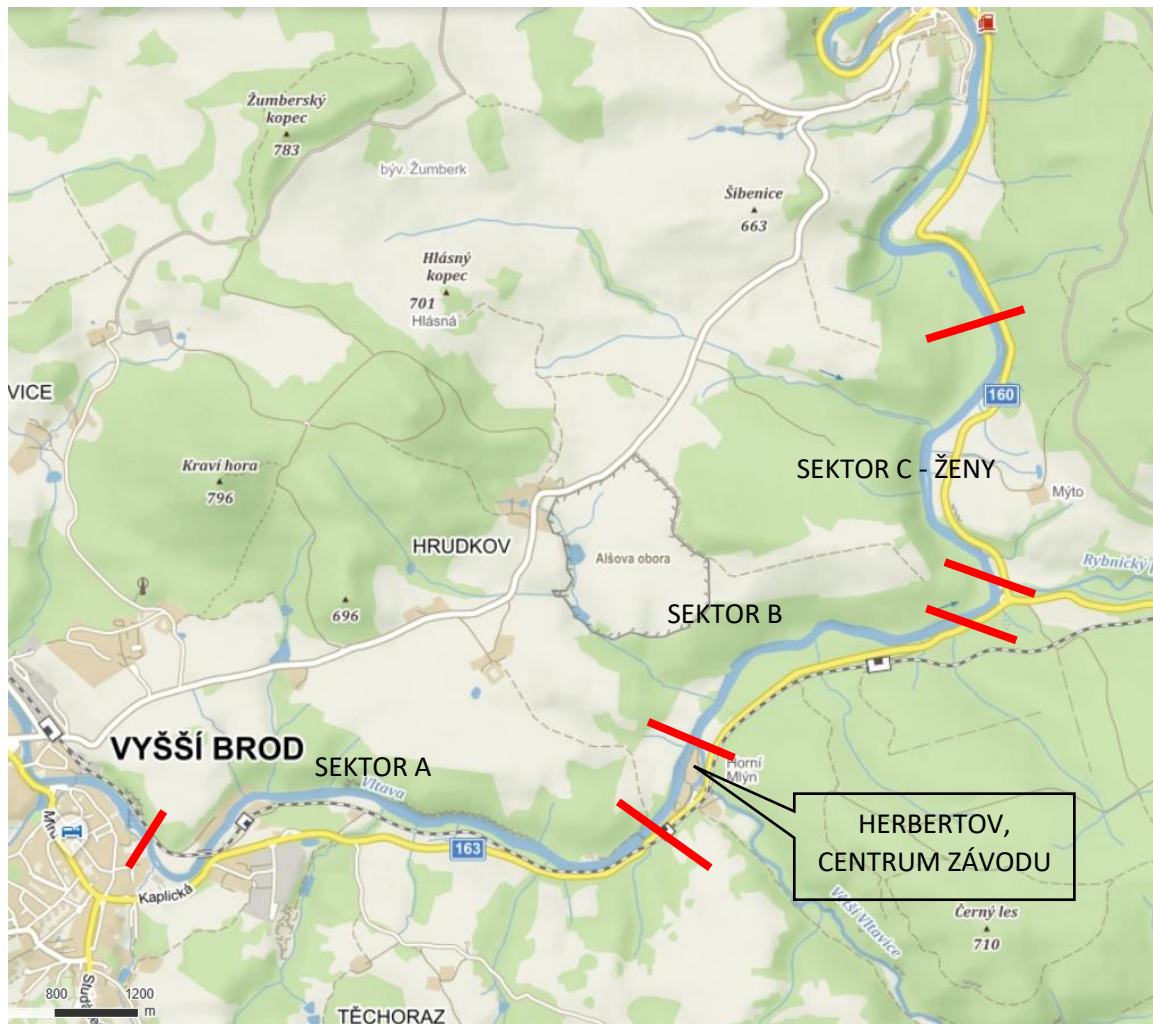 Žumberský
kopec
783
býv. Žumberk
Šibenice
663
Hlásný
kopec
701
Hlásná
VICE
160
Kraví hora
796
SEKTOR C - ŽENY
Mýto
HRUDKOV
Alšova obora
Rybnický p
696
SEKTOR B
VYŠŠÍ BROD
SEKTOR A
Vltava
Horní
Mlýn
HERBERTOV,
CENTRUM ZÁVODU
163
Kaplická
Větší Vltavice
Černý les
710
800 1200
m
TĚCHORAZ